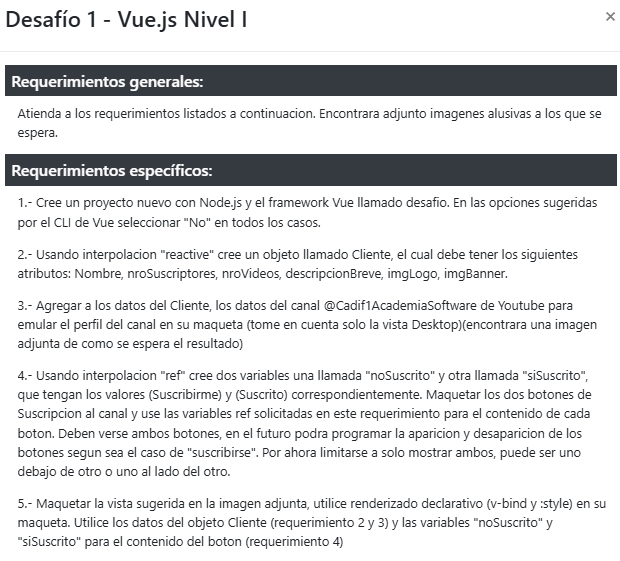 Desafío 1 - Vue.js Nivel I
×
Requerimientos generales:
Atienda a los requerimientos listados a continuacion. Encontrara adjunto imagenes alusivas a los que se
espera.
Requerimientos específicos:
1.- Cree un proyecto nuevo con Node.js y el framework Vue llamado desafio. En las opciones sugeridas
por el CLI de Vue seleccionar "No" en todos los casos.
2.- Usando interpolacion "reactive" cree un objeto llamado Cliente, el cual debe tener los siguientes
atributos: Nombre, nroSuscriptores, nroVideos, descripcionBreve, imgLogo, imgBanner.
3.- Agregar a los datos del Cliente, los datos del canal @Cadif1AcademiaSoftware de Youtube para
emular el perfil del canal en su maqueta (tome en cuenta solo la vista Desktop)(encontrara una imagen
adjunta de como se espera el resultado)
4.- Usando interpolacion "ref" cree dos variables una llamada "noSuscrito" y otra llamada "siSuscrito",
que tengan los valores (Suscribirme) y (Suscrito) correspondientemente. Maquetar los dos botones de
Suscripcion al canal y use las variables ref solicitadas en este requerimiento para el contenido de cada
boton. Deben verse ambos botones, en el futuro podra programar la aparicion y desaparicion de los
botones segun sea el caso de "suscribirse". Por ahora limitarse a solo mostrar ambos, puede ser uno
debajo de otro o uno al lado del otro.
5.- Maquetar la vista sugerida en la imagen adjunta, utilice renderizado declarativo (v-bind y :style) en su
maqueta. Utilice los datos del objeto Cliente (requerimiento 2 y 3) y las variables "noSuscrito" y
"siSuscrito" para el contenido del boton (requerimiento 4)